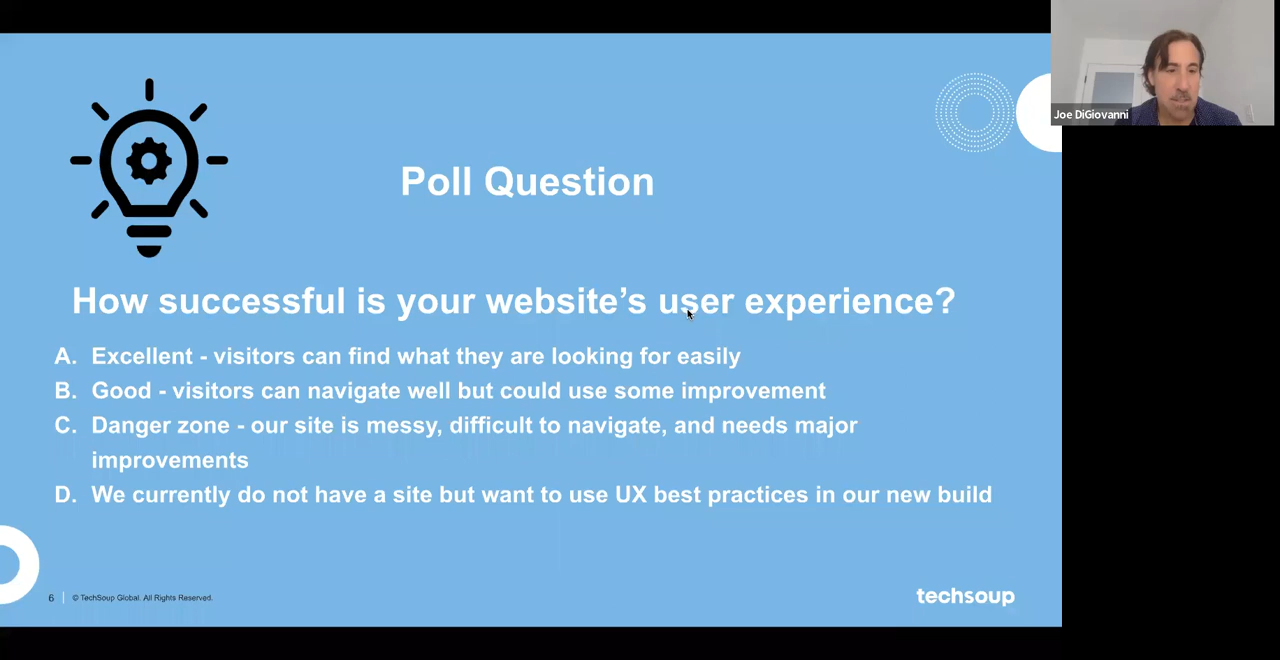 Joe DiGiovanni
Poll Question
How successful is your website’s user experience?
A. Excellent - visitors can find what they are looking for easily
B. Good - visitors can navigate well but could use some improvement
C. Danger zone - our site is messy, difficult to navigate, and needs major
improvements
D. We currently do not have a site but want to use UX best practices in our new build
6 | © TechSoup Global. All Rights Reserved.
techsoup